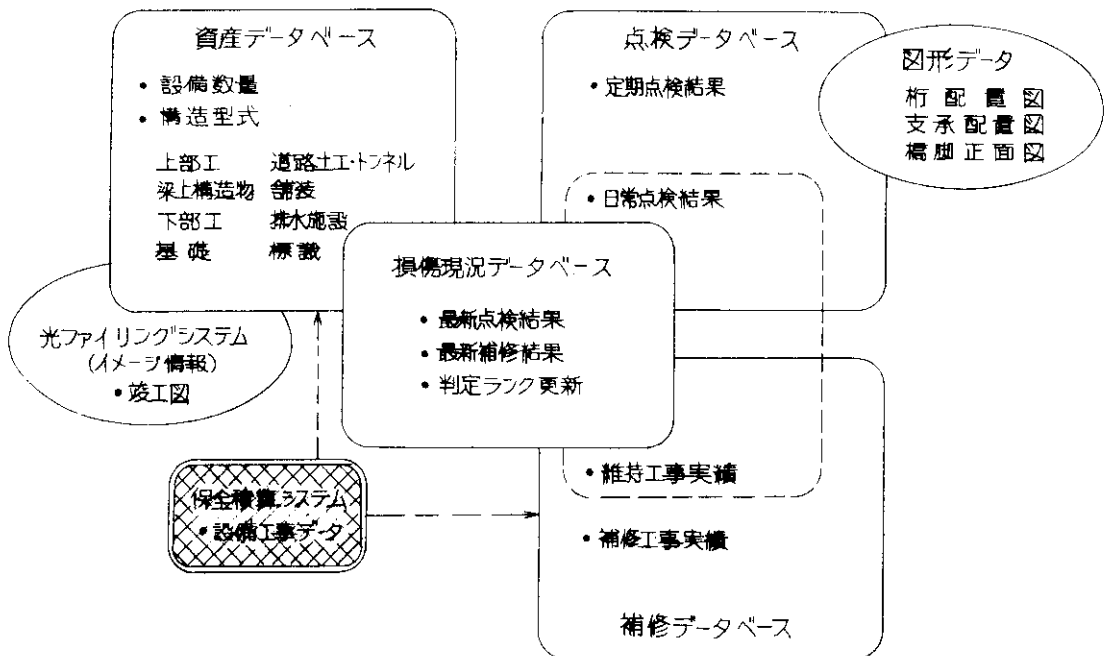 資産データベース
• 設備数量
• 構造型式
上部工 道路土工・トンネル
梁上構造物 舗装
下部工 排水施設
基礎 標識
点検データベース
• 定期点検結果
• 日常点検結果
図形データ
桁配置図
支承配置図
橋脚正面図
損傷現況データベース
• 最新点検結果
• 最新補修結果
• 判定ランク更新
光ファイリングシステム
(イメージ情報)
• 竣工図
保全積算システム
• 設備工事データ
• 維持工事実績
• 補修工事実績
補修データベース